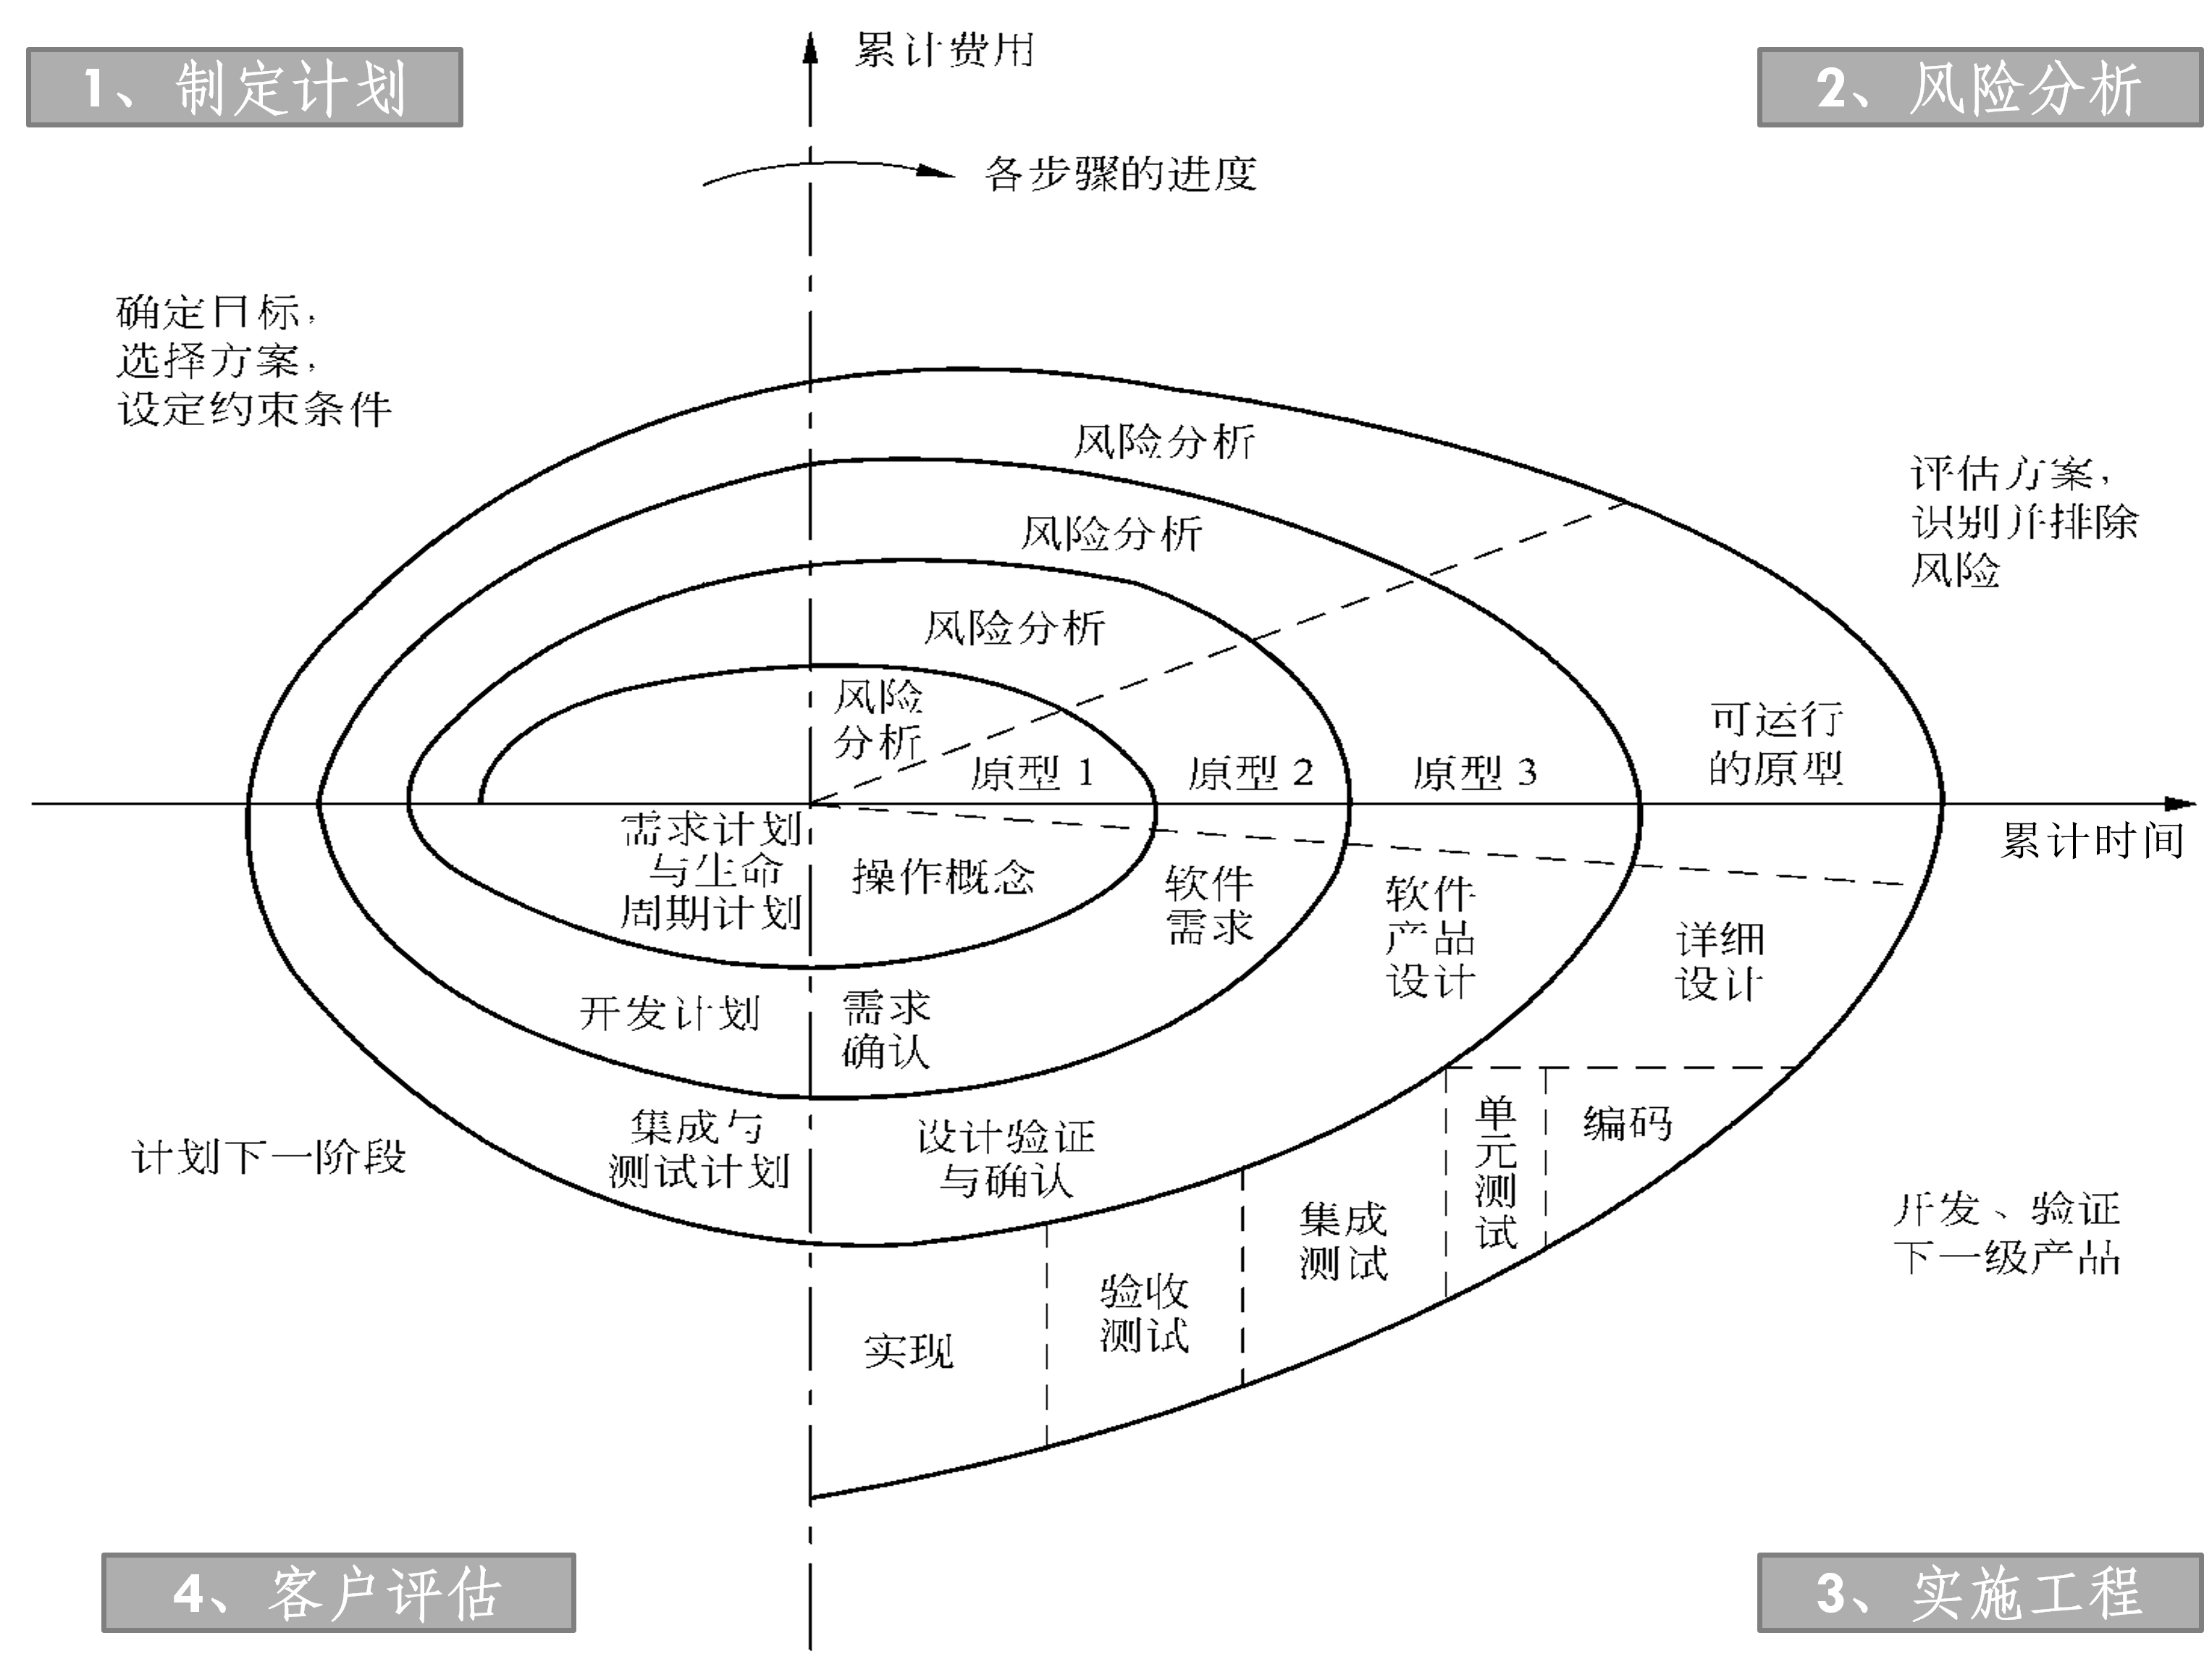 累计费用
1、制定计划
2、风险分析
各步骤的进度
确定目标，
选择方案，
设定约束条件
风险分析
评估方案，
识别并排除
风险
风险分析
风险分析
风险
分析
原型 1
原型 2
原型 3
可运行
的原型
累计时间
需求计划
与生命
周期计划
操作概念
软件
需求
软件
产品
设计
详细
设计
开发计划
需求
确认
集成与
测试计划
设计验证
与确认
单
元
测
试
编码
计划下一阶段
集成
测试
开发、验证
下一级产品
验收
测试
实现
4、客户评估
3、实施工程